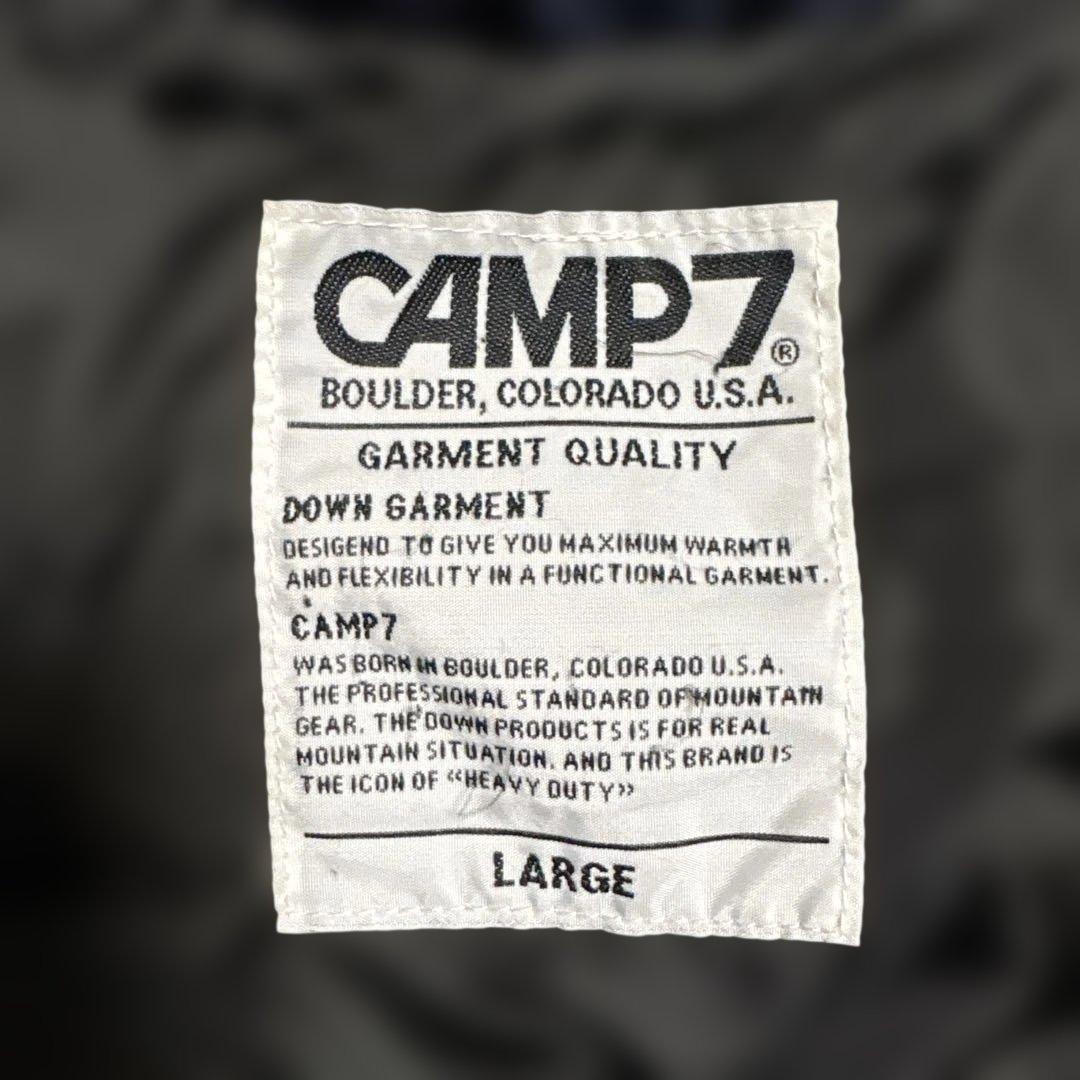 CAMP7®
BOULDER, COLORADO U.S.A.
GARMENT QUALITY
DOWN GARMENT
DESIGEND TO GIVE YOU MAXIMUM WARMTH
AND FLEXIBILITY IN A FUNCTIONAL GARMENT.
CAMP7
WAS BORN IN BOULDER, COLORADO U.S.A.
THE PROFESSIONAL STANDARD OF MOUNTAIN
GEAR. THE DOWN PRODUCTS IS FOR REAL
MOUNTAIN SITUATION. AND THIS BRAND IS
THE ICON OF “HEAVY DUTY”
LARGE